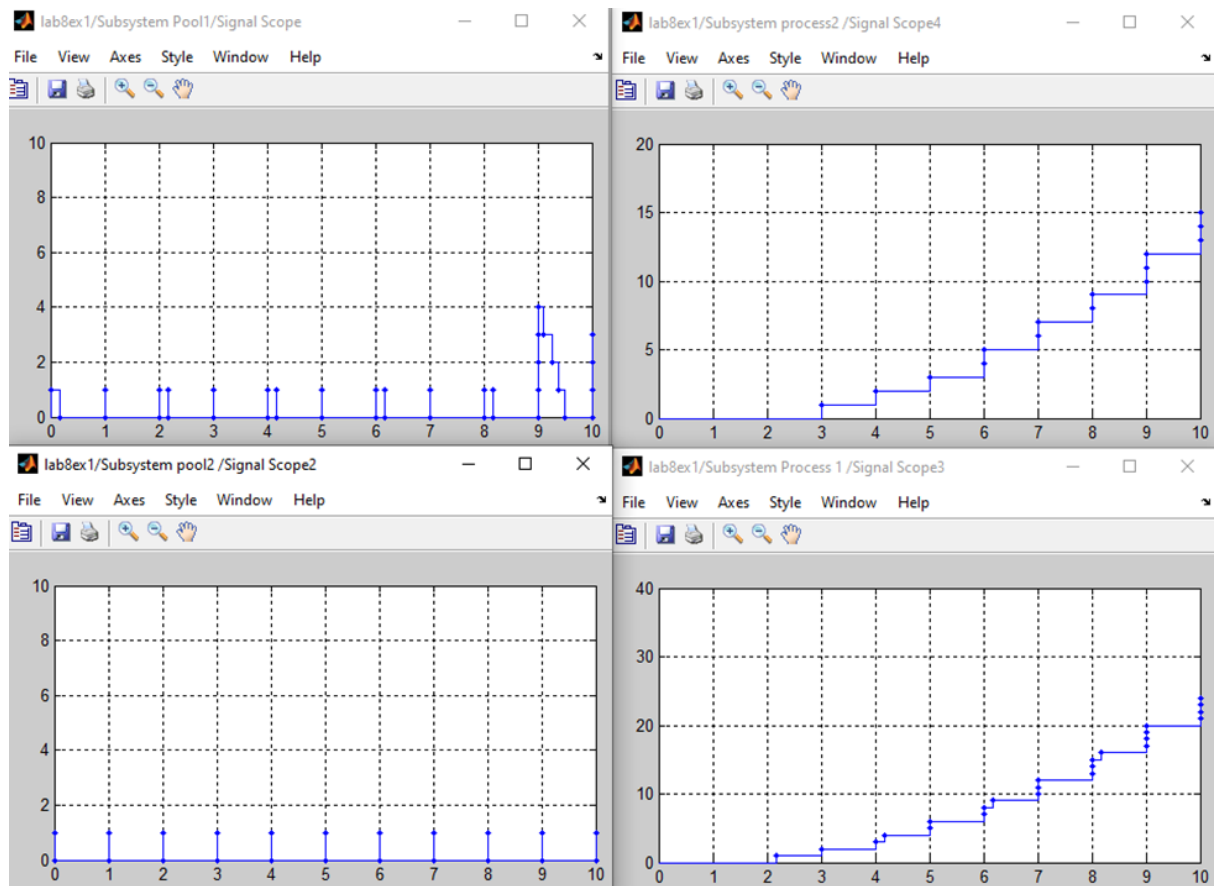 lab8ex1/Subsystem Pool1/Signal Scope
File View Axes Style Window Help
10
8
6
4
2
0
0 1 2 3 4 5 6 7 8 9 10
lab8ex1/Subsystem process2 /Signal Scope4
File View Axes Style Window Help
20
15
10
5
0
0 1 2 3 4 5 6 7 8 9 10
lab8ex1/Subsystem pool2 /Signal Scope2
File View Axes Style Window Help
10
8
6
4
2
0
0 1 2 3 4 5 6 7 8 9 10
lab8ex1/Subsystem Process 1 /Signal Scope3
File View Axes Style Window Help
40
30
20
10
0
0 1 2 3 4 5 6 7 8 9 10